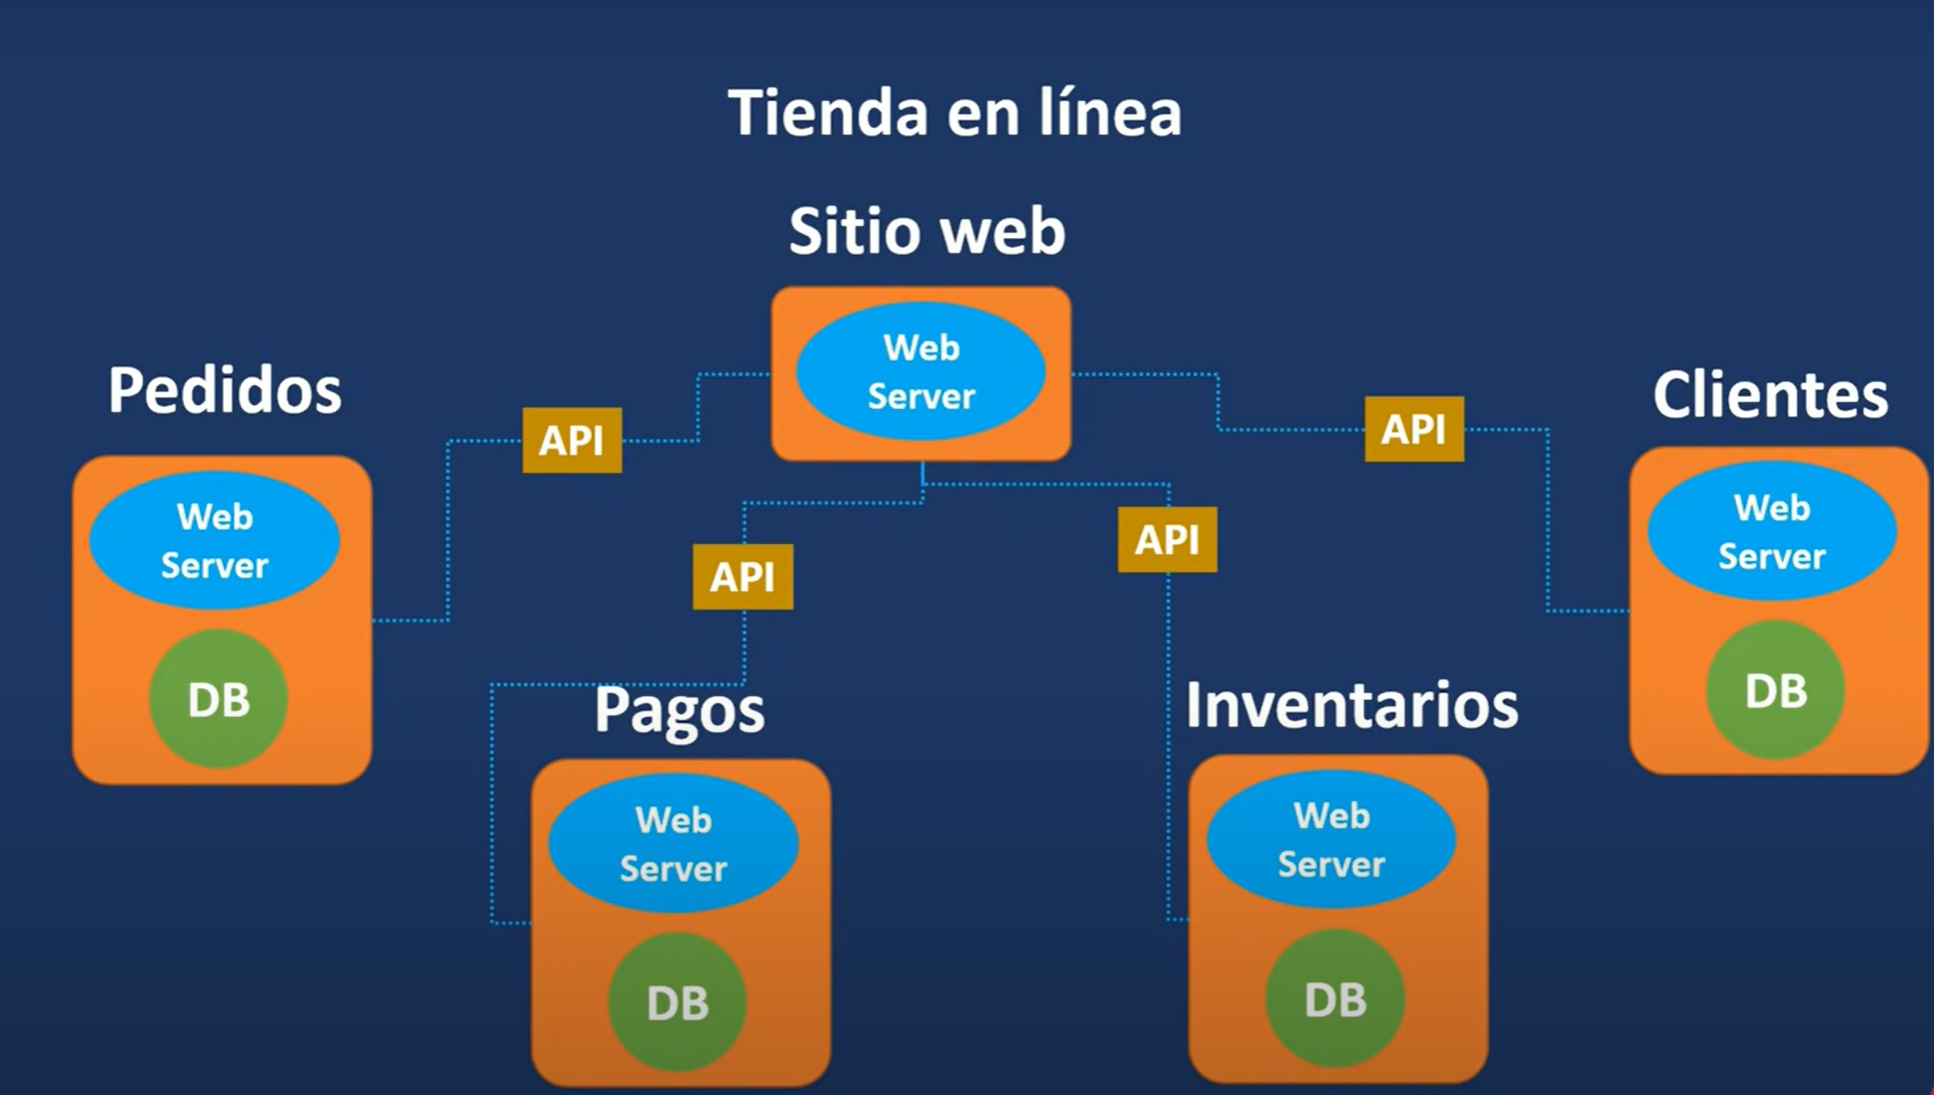 Tienda en línea
Sitio web
Web
Server
Pedidos
API
Web
Server
DB
API
Pagos
Web
Server
DB
API
Inventarios
Web
Server
DB
API
Clientes
Web
Server
DB